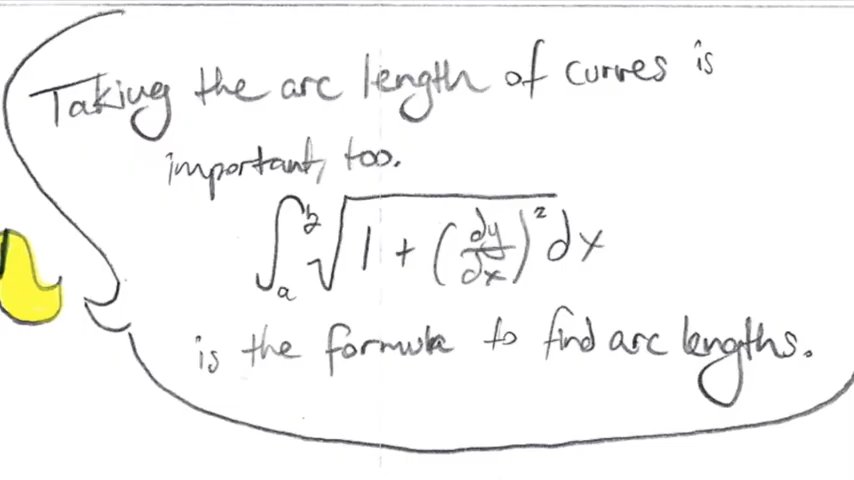 Taking the arc length of curves is
important, too.
∫_a^b √(1 + (dy/dx)²) dx
is the formula to find arc lengths.